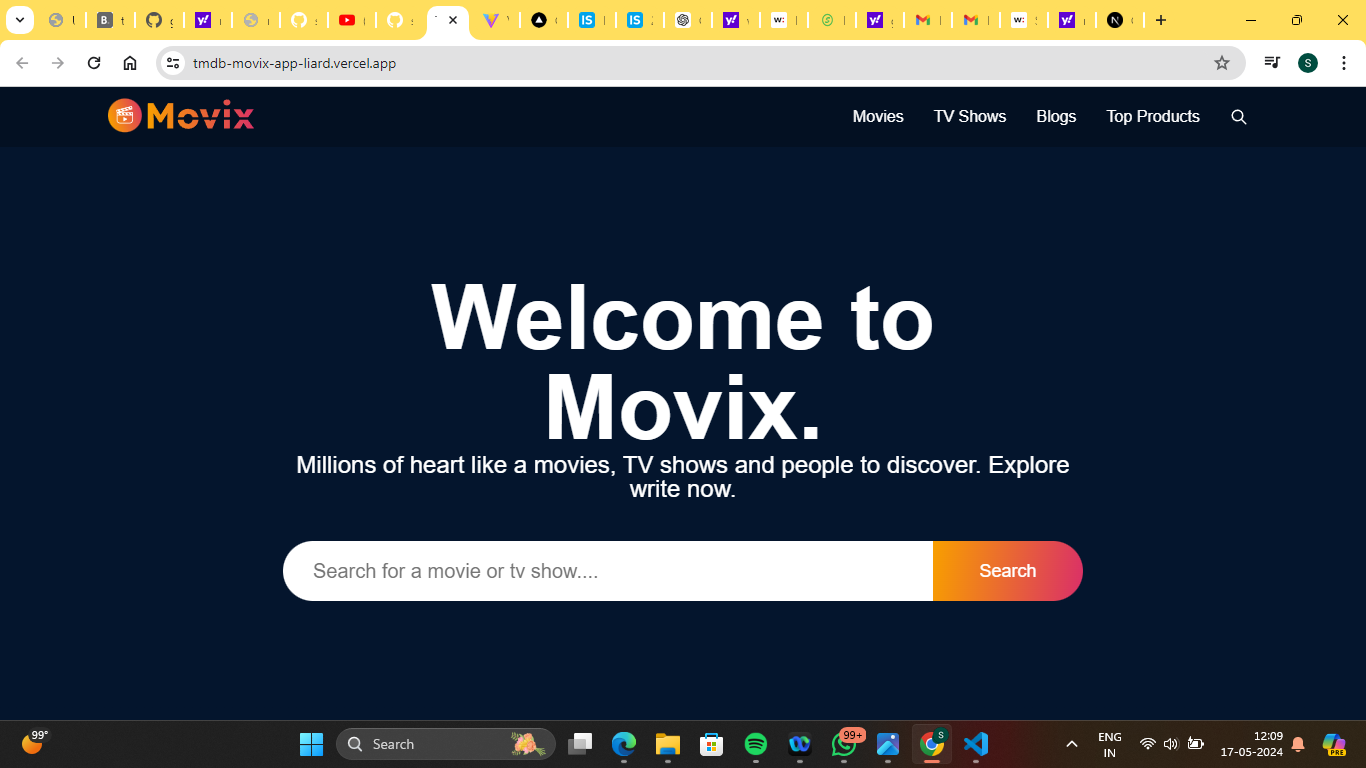 tmdb-movix-app-liard.vercel.app
S
Movix
Movies
TV Shows
Blogs
Top Products
Welcome to
Movix.
Millions of heart like a movies, TV shows and people to discover. Explore
write now.
Search for a movie or tv show....
Search
99°
Search
99+
S
ENG
IN
12:09
17-05-2024
PRE